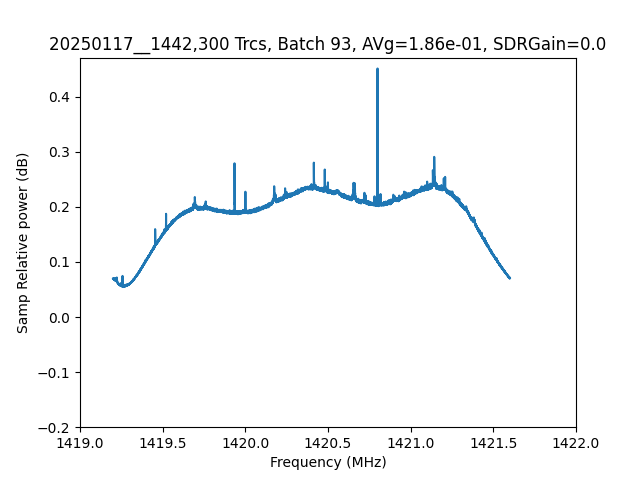 20250117__1442,300 Trcs, Batch 93, AVg=1.86e-01, SDRGain=0.0
Samp Relative power (dB)
0.4
0.3
0.2
0.1
0.0
−0.1
−0.2
1419.0 1419.5 1420.0 1420.5 1421.0 1421.5 1422.0
Frequency (MHz)